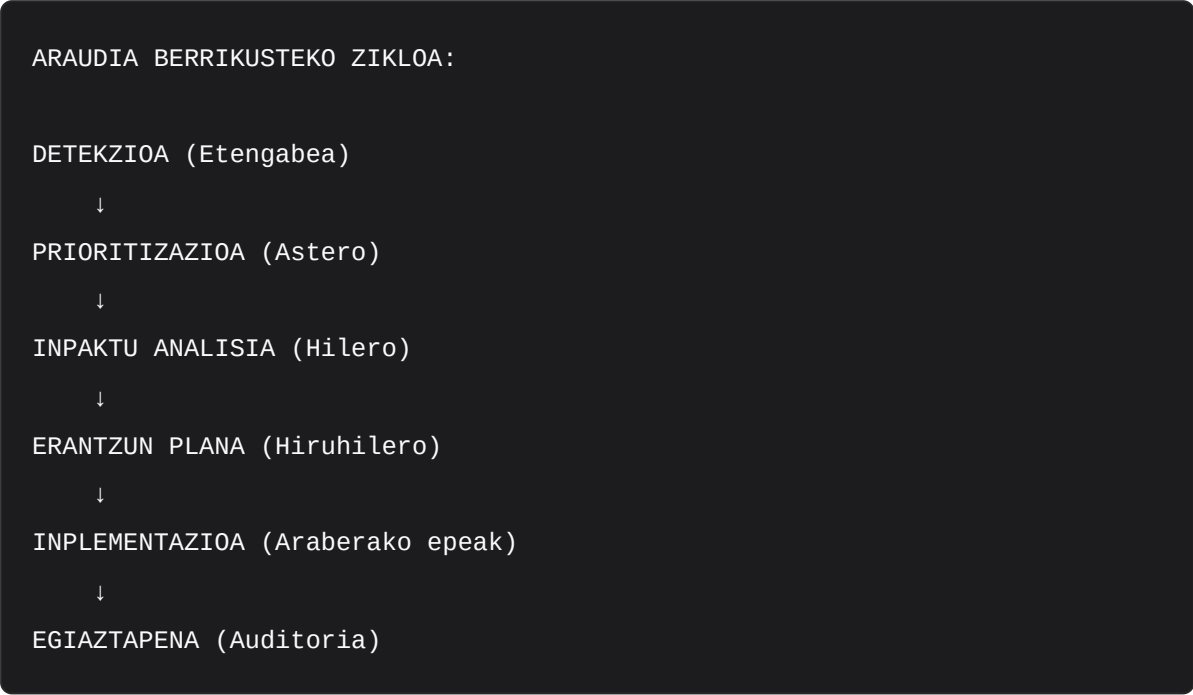 ARAUDIA BERRIKUSTEKO ZIKLOA:
DETEKZIOA (Etengabea)
↓
PRIORITIZAZIOA (Astero)
↓
INPAKTU ANALISIA (Hilero)
↓
ERANTZUN PLANA (Hiruhilero)
↓
INPLEMENTAZIOA (Araberako epeak)
↓
EGIAZTAPENA (Auditoria)